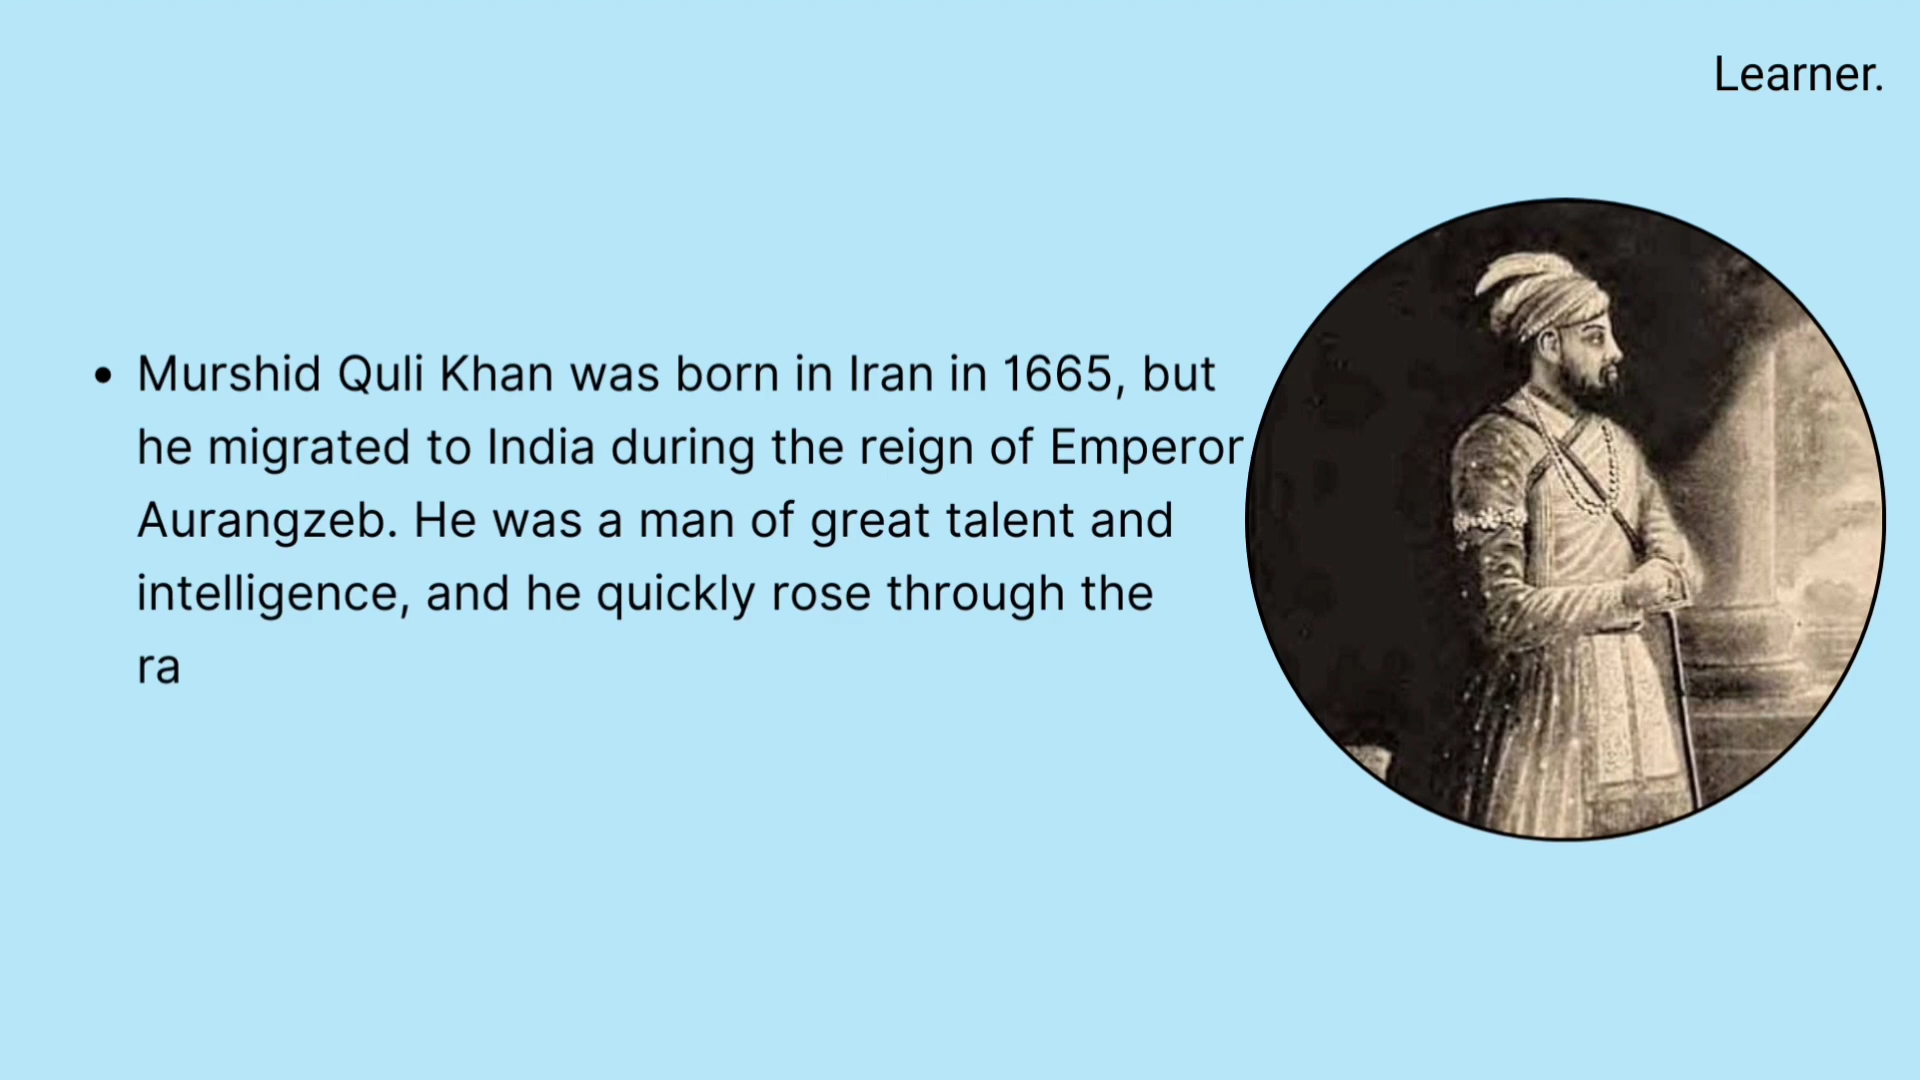 Learner.
• Murshid Quli Khan was born in Iran in 1665, but
he migrated to India during the reign of Emperor
Aurangzeb. He was a man of great talent and
intelligence, and he quickly rose through the
ra